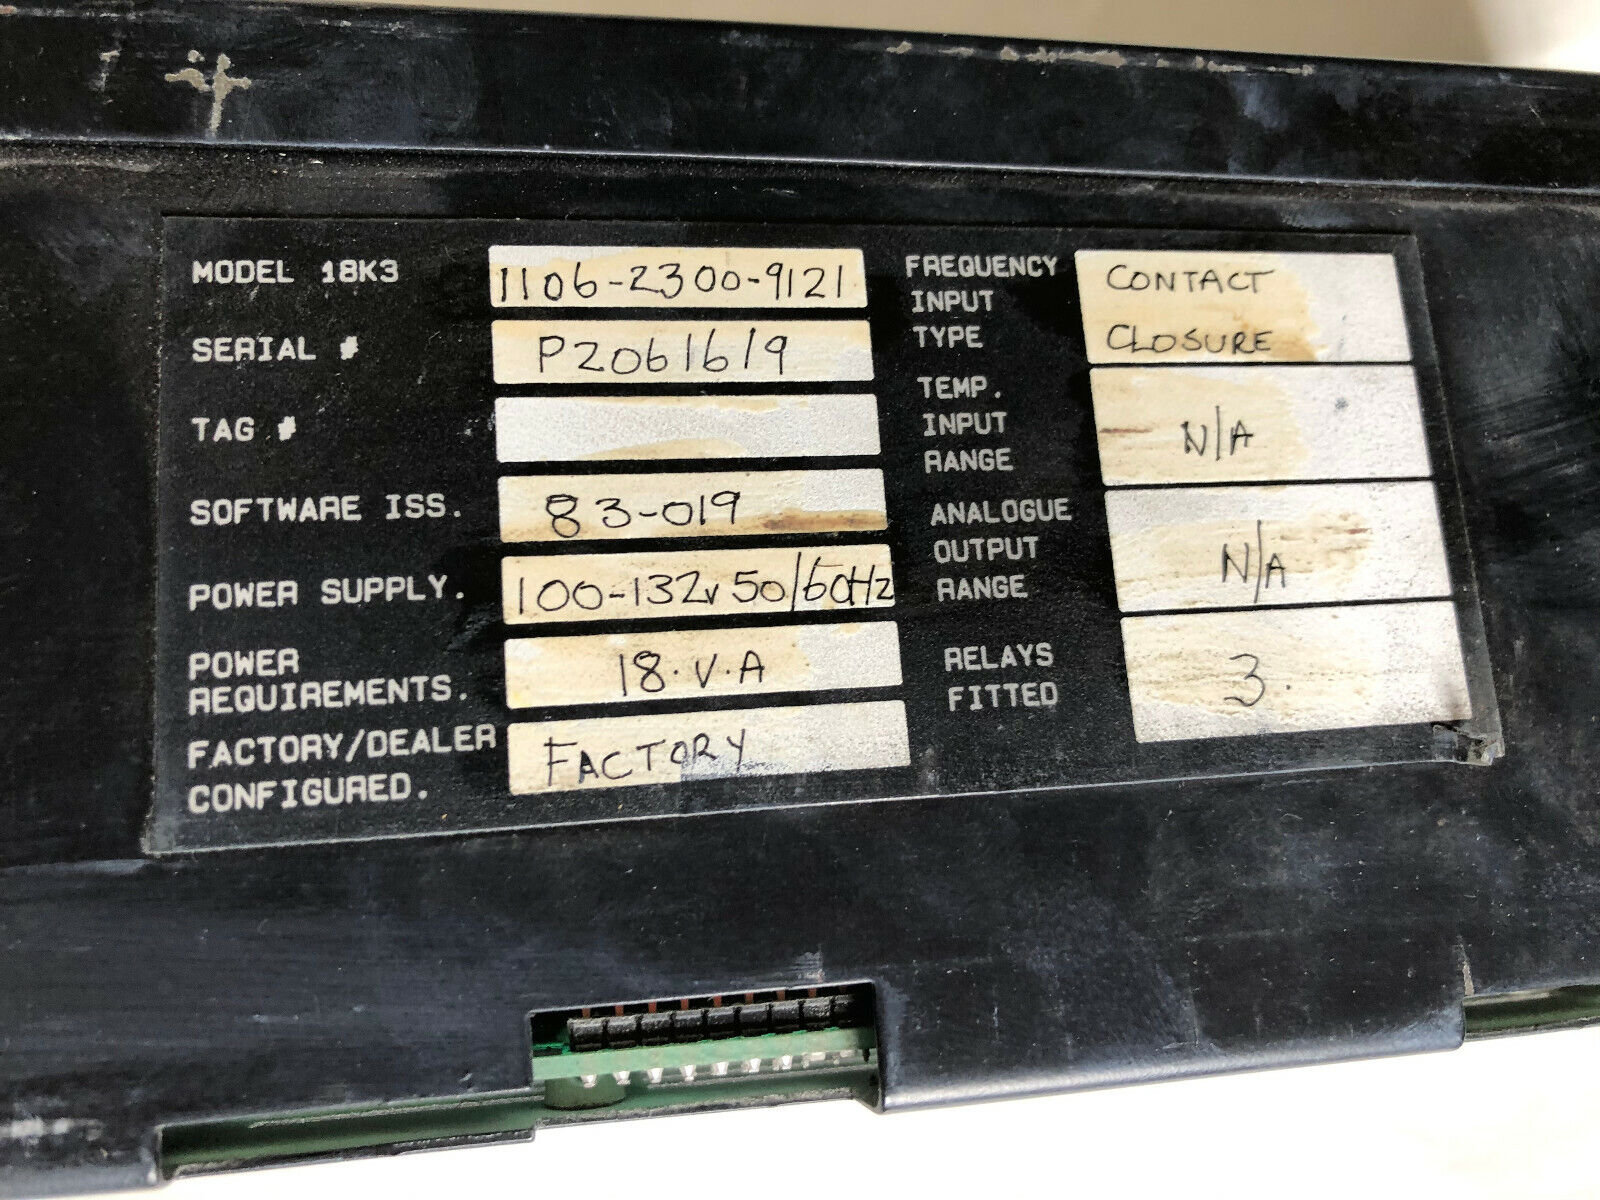 MODEL 18K3 1106-2300-9121
SERIAL # P2061619
TAG #
SOFTWARE ISS. 83-019
POWER SUPPLY. 100-132v 50/60Hz
POWER
REQUIREMENTS. 18.V.A
FACTORY/DEALER
CONFIGURED. FACTORY
FREQUENCY
INPUT
TYPE
CONTACT
CLOSURE
TEMP.
INPUT
RANGE
N/A
ANALOGUE
OUTPUT
RANGE
N/A
RELAYS
FITTED
3.